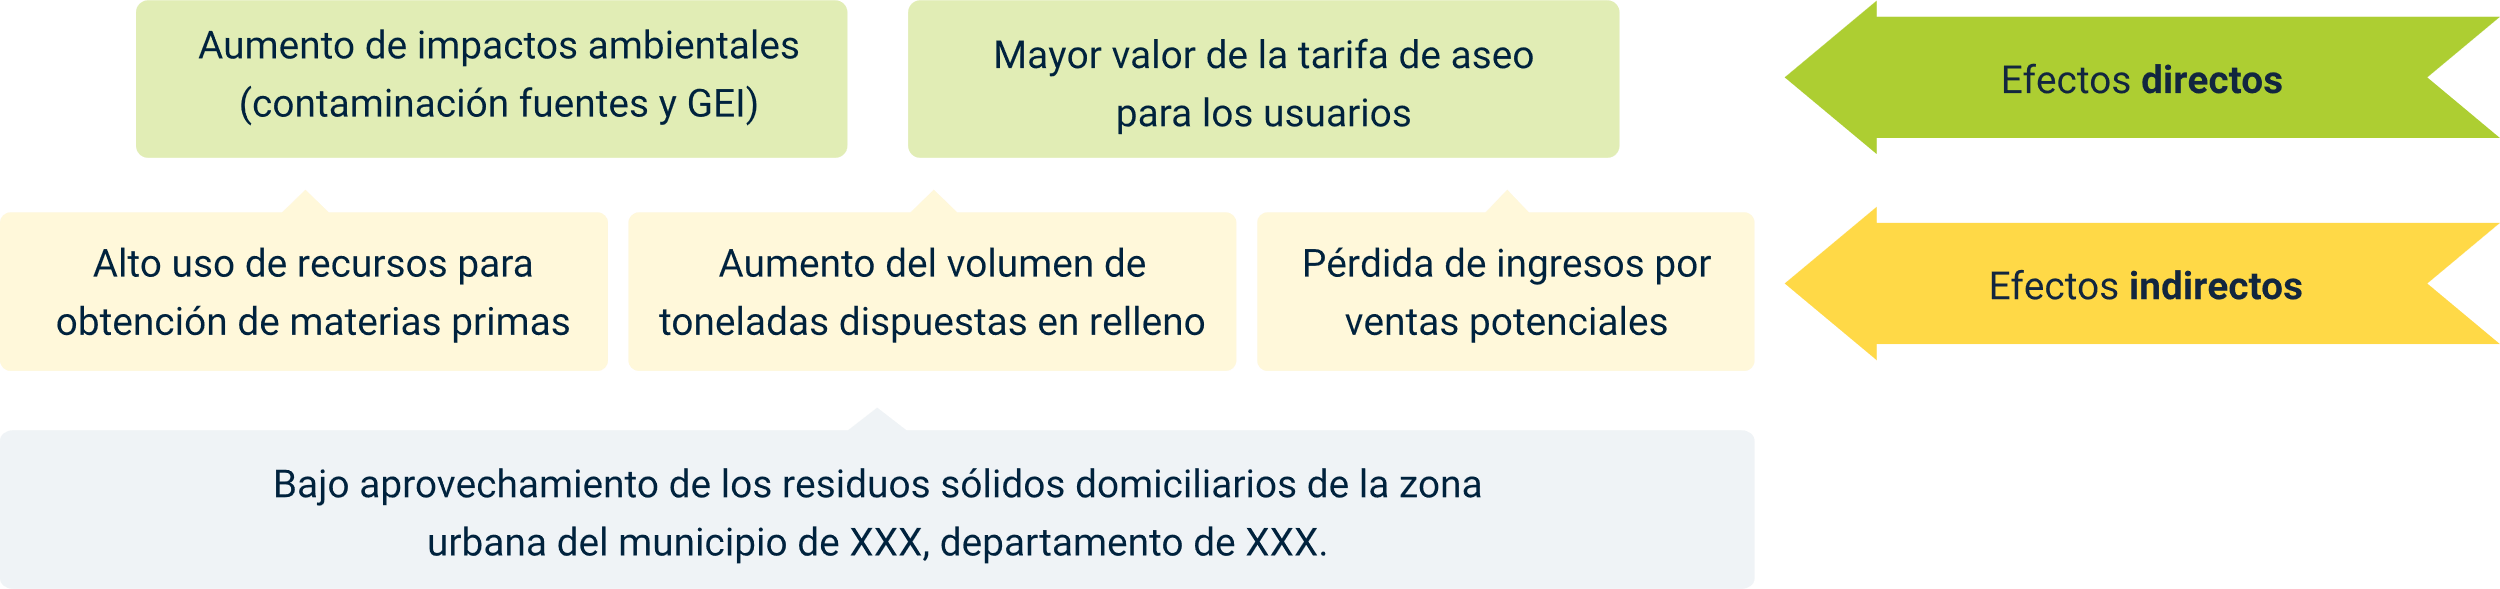 Aumento de impactos ambientales
(contaminación fuentes y GEI)
Mayor valor de la tarifa de aseo
para los usuarios
Efectos directos
Alto uso de recursos para
obtención de materias primas
Aumento del volumen de
toneladas dispuestas en relleno
Pérdida de ingresos por
ventas potenciales
Efectos indirectos
Bajo aprovechamiento de los residuos sólidos domiciliarios de la zona
urbana del municipio de XXX, departamento de XXX.